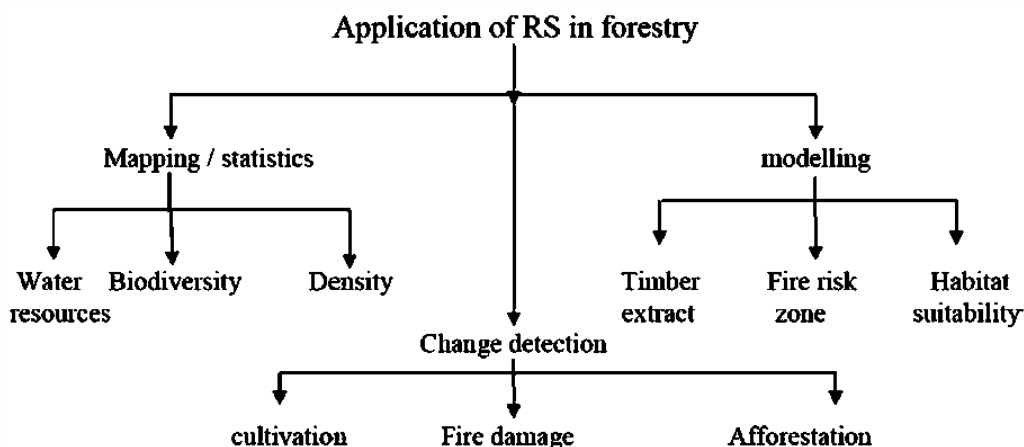 Application of RS in forestry
Mapping / statistics
modelling
Water
resources
Biodiversity
Density
Timber
extract
Fire risk
zone
Habitat
suitability
Change detection
cultivation
Fire damage
Afforestation